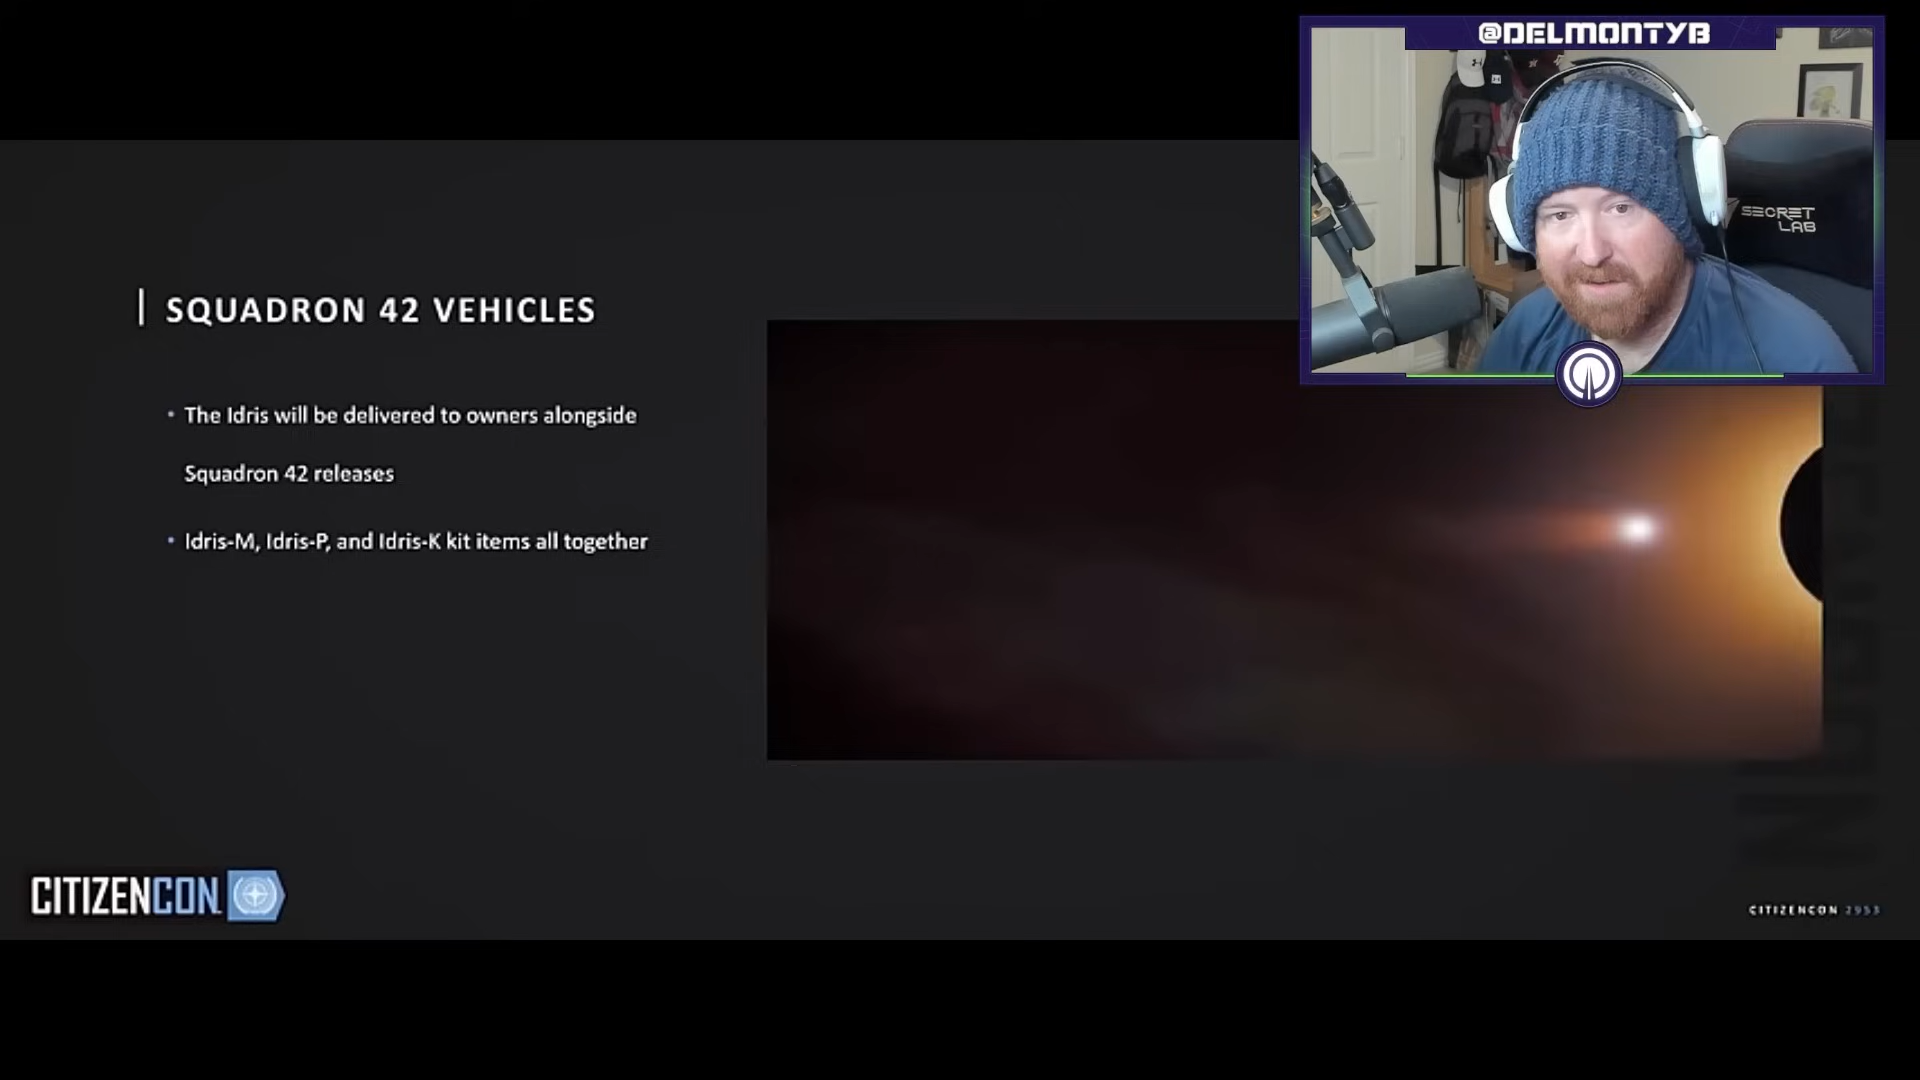 @DELMONTYB
SECRET
LAB
| SQUADRON 42 VEHICLES
• The Idris will be delivered to owners alongside
Squadron 42 releases
• Idris-M, Idris-P, and Idris-K kit items all together
CITIZENCON
CITIZENCON 2953